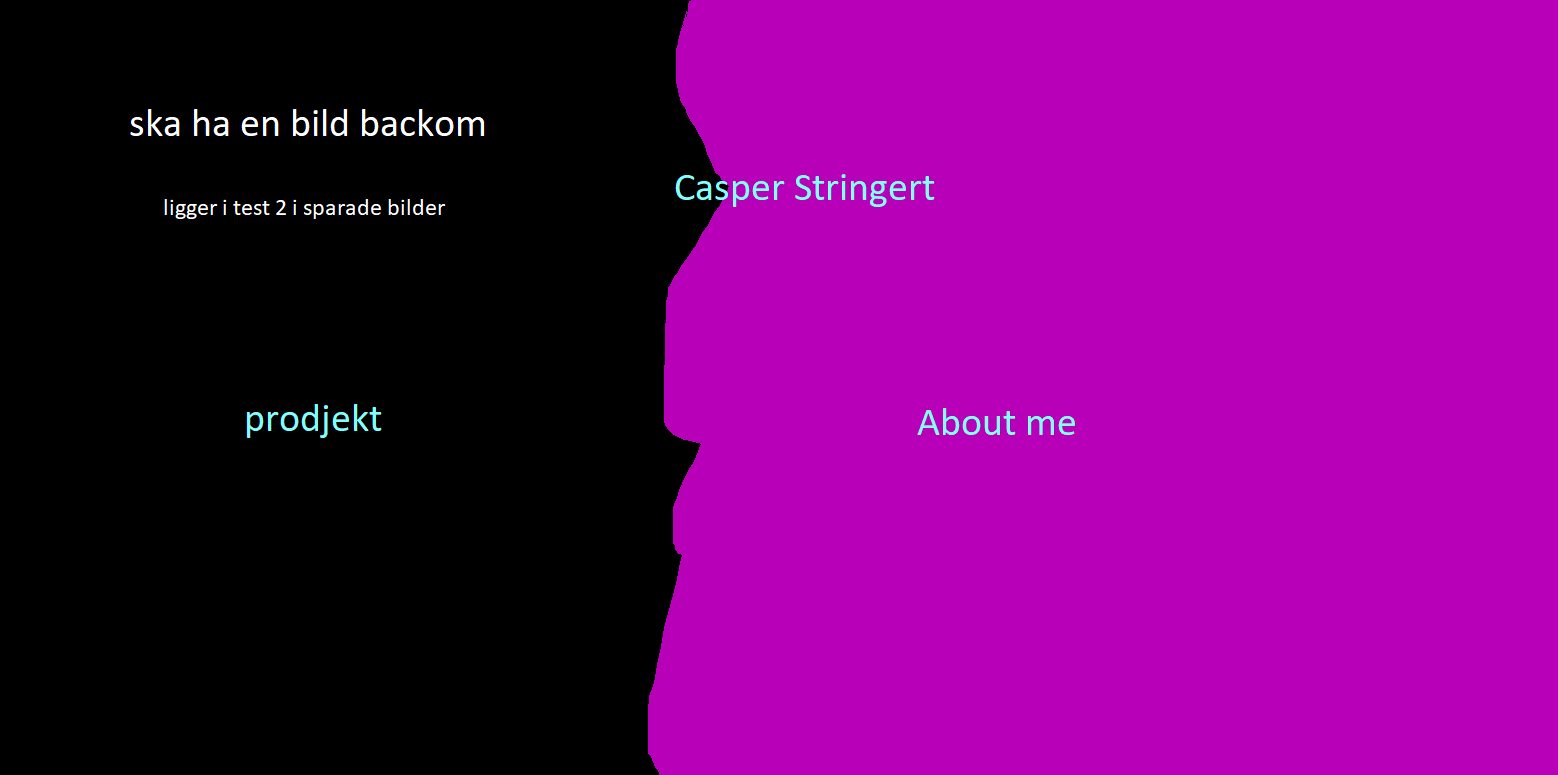 ska ha en bild backom
Casper Stringert
ligger i test 2 i sparade bilder
prodjekt
About me